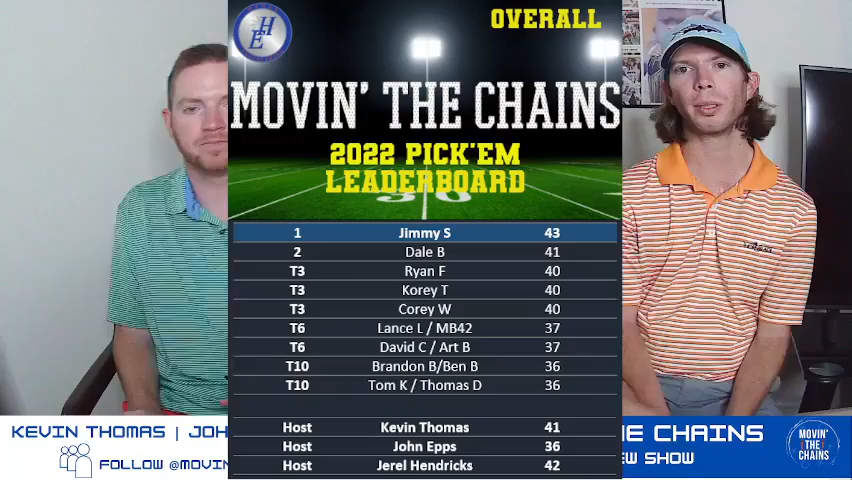 HE
OVERALL
MOVIN' THE CHAINS
2022 PICK'EM
LEADERBOARD
30
1 Jimmy S 43
2 Dale B 41
T3 Ryan F 40
T3 Korey T 40
T3 Corey W 40
T6 Lance L / MB42 37
T6 David C / Art B 37
T10 Brandon B/Ben B 36
T10 Tom K / Thomas D 36
Host Kevin Thomas 41
Host John Epps 36
Host Jerel Hendricks 42
KEVIN THOMAS | JOH
FOLLOW @MOVIN
HE CHAINS
EW SHOW
MOVIN'
THE
CHAINS